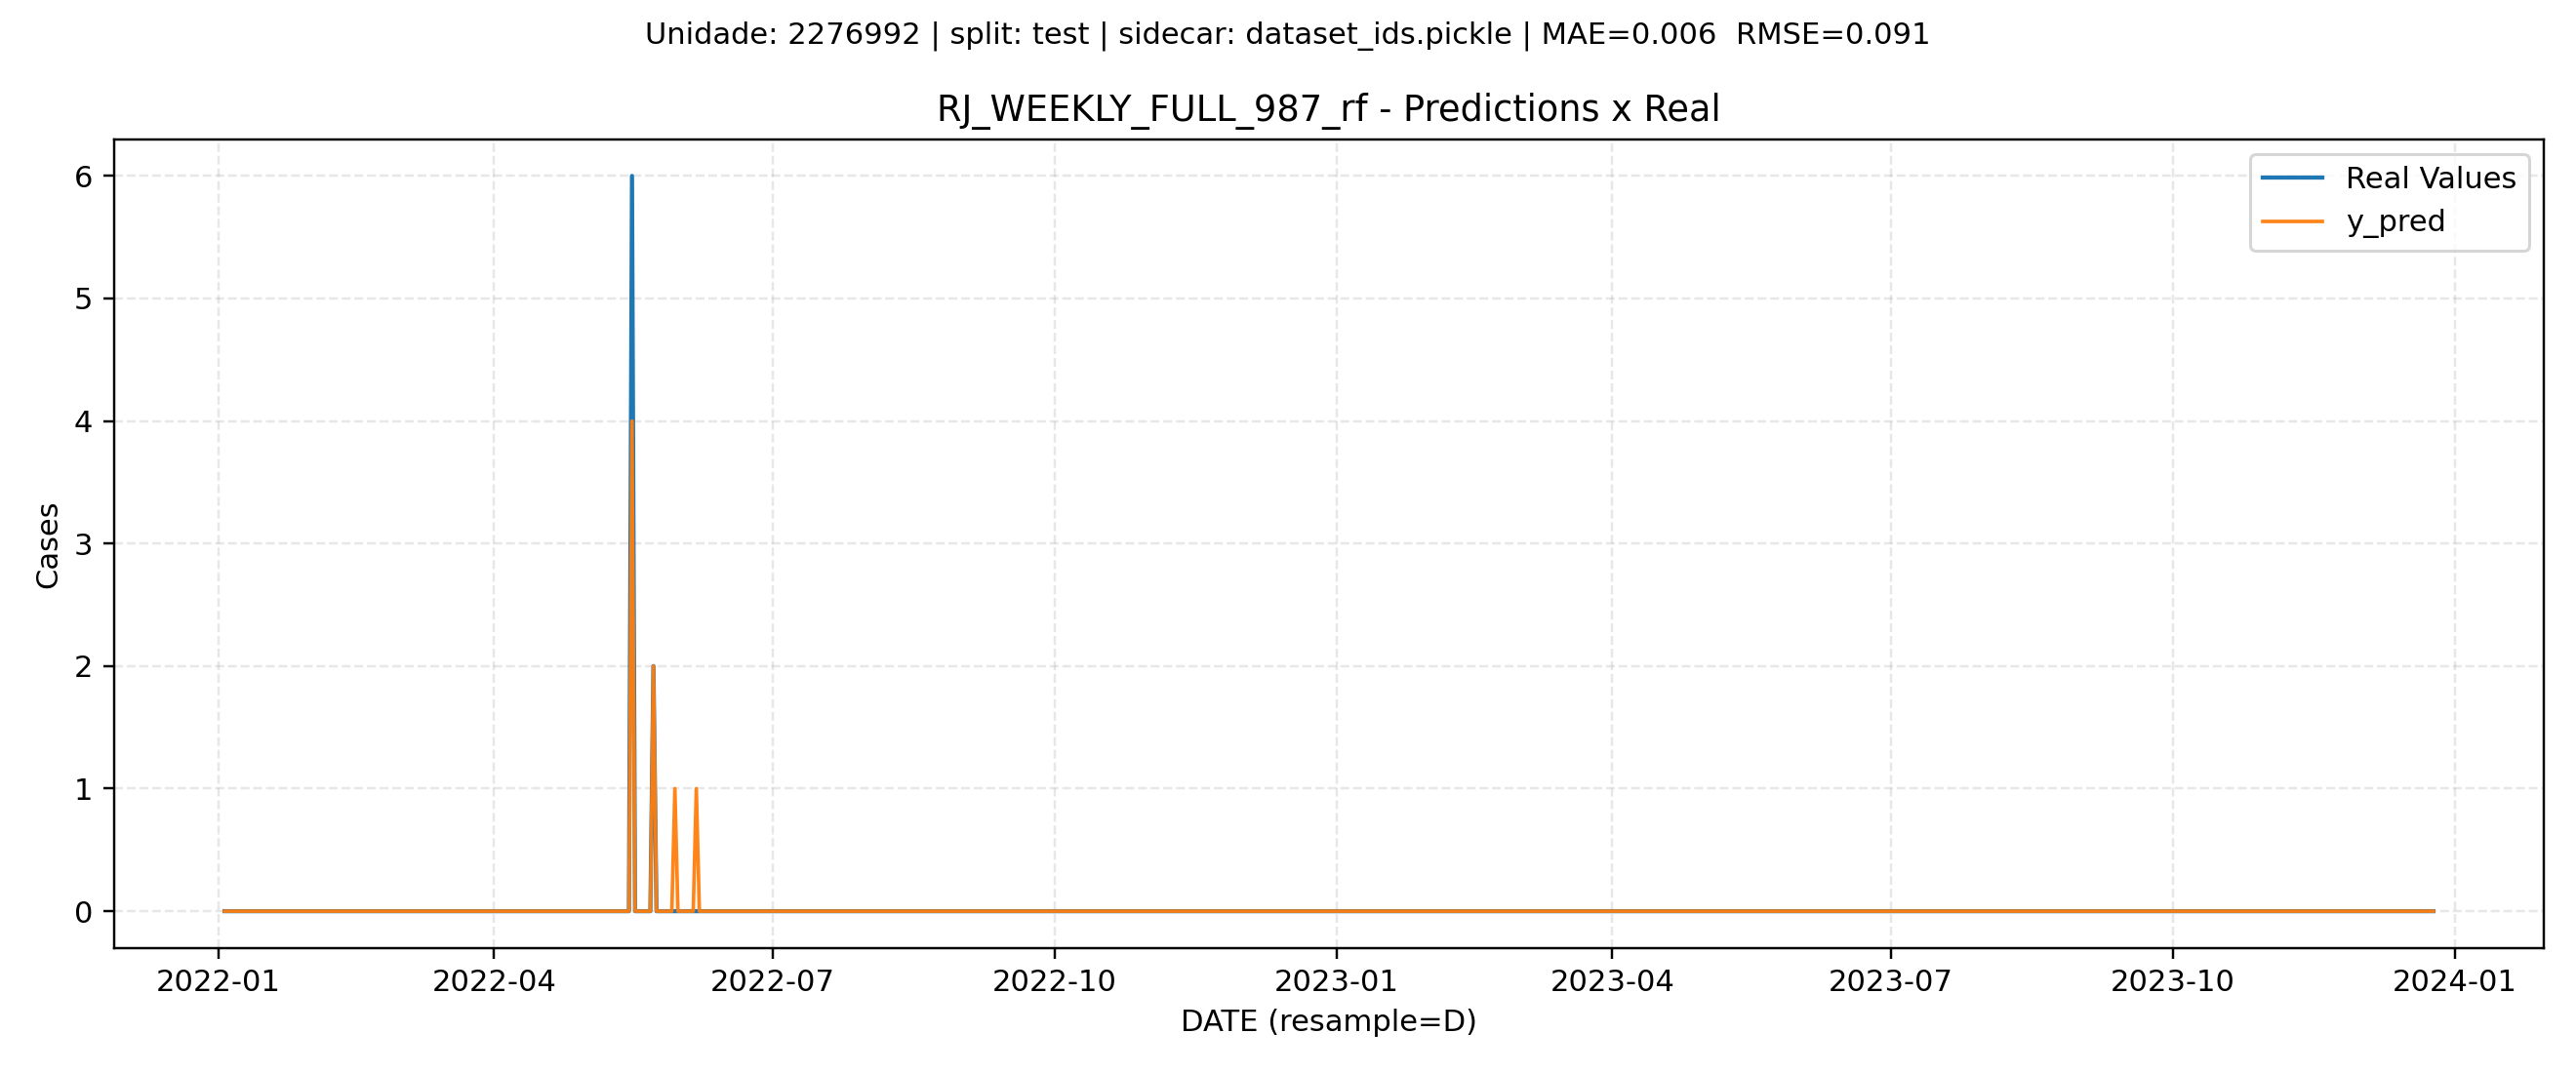 Unidade: 2276992 | split: test | sidecar: dataset_ids.pickle | MAE=0.006  RMSE=0.091
RJ_WEEKLY_FULL_987_rf - Predictions x Real
Real Values
y_pred
Cases
6
5
4
3
2
1
0
2022-01 2022-04 2022-07 2022-10 2023-01 2023-04 2023-07 2023-10 2024-01
DATE (resample=D)